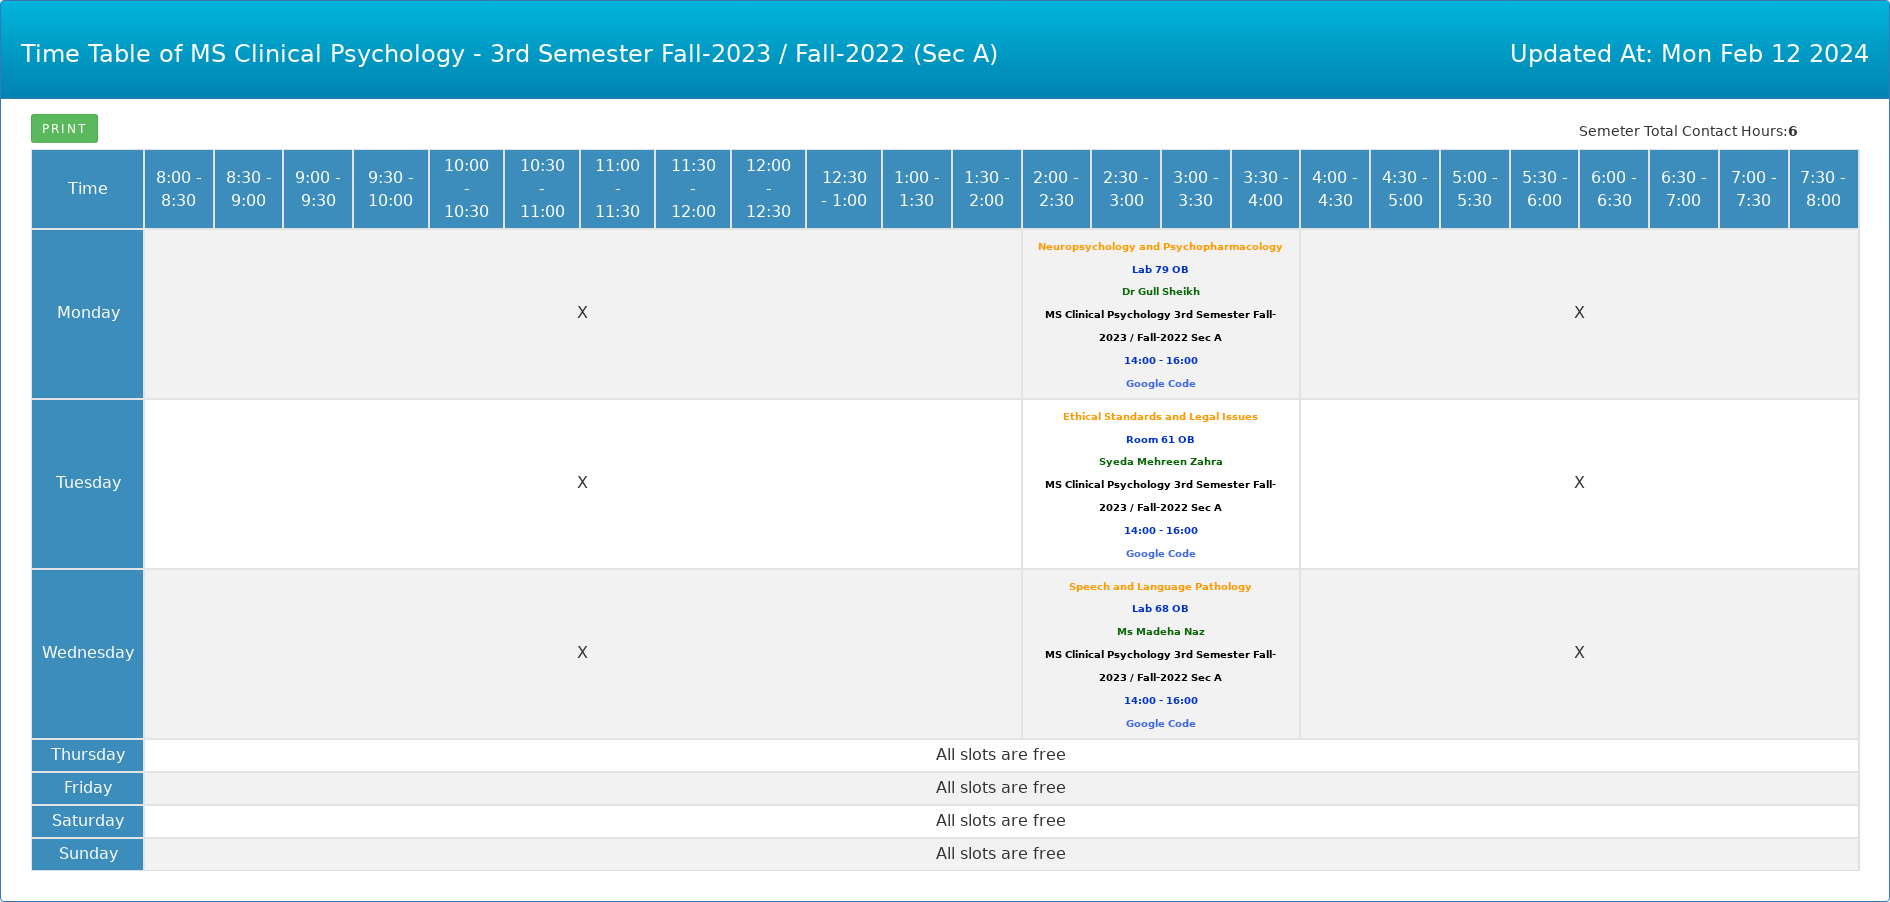 Time Table of MS Clinical Psychology - 3rd Semester Fall-2023 / Fall-2022 (Sec A)
Updated At: Mon Feb 12 2024
PRINT
Semeter Total Contact Hours:6
Time
8:00 -
8:30
8:30 -
9:00
9:00 -
9:30
9:30 -
10:00
10:00
-
10:30
10:30
-
11:00
11:00
-
11:30
11:30
-
12:00
12:00
-
12:30
12:30
- 1:00
1:00 -
1:30
1:30 -
2:00
2:00 -
2:30
2:30 -
3:00
3:00 -
3:30
3:30 -
4:00
4:00 -
4:30
4:30 -
5:00
5:00 -
5:30
5:30 -
6:00
6:00 -
6:30
6:30 -
7:00
7:00 -
7:30
7:30 -
8:00
Monday
X
Neuropsychology and Psychopharmacology
Lab 79 OB
Dr Gull Sheikh
MS Clinical Psychology 3rd Semester Fall-
2023 / Fall-2022 Sec A
14:00 - 16:00
Google Code
X
Tuesday
X
Ethical Standards and Legal Issues
Room 61 OB
Syeda Mehreen Zahra
MS Clinical Psychology 3rd Semester Fall-
2023 / Fall-2022 Sec A
14:00 - 16:00
Google Code
X
Wednesday
X
Speech and Language Pathology
Lab 68 OB
Ms Madeha Naz
MS Clinical Psychology 3rd Semester Fall-
2023 / Fall-2022 Sec A
14:00 - 16:00
Google Code
X
Thursday
All slots are free
Friday
All slots are free
Saturday
All slots are free
Sunday
All slots are free